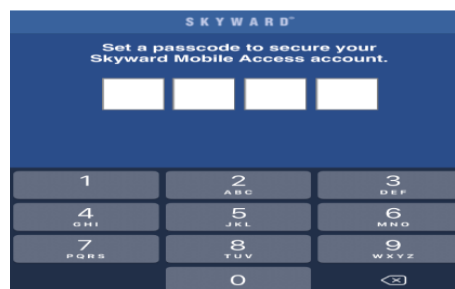 SKYWARD
Set a passcode to secure your
Skyward Mobile Access account.
1 2 3
ABC DEF
4 5 6
GHI JKL MNO
7 8 9
PQRS TUV WXYZ
0